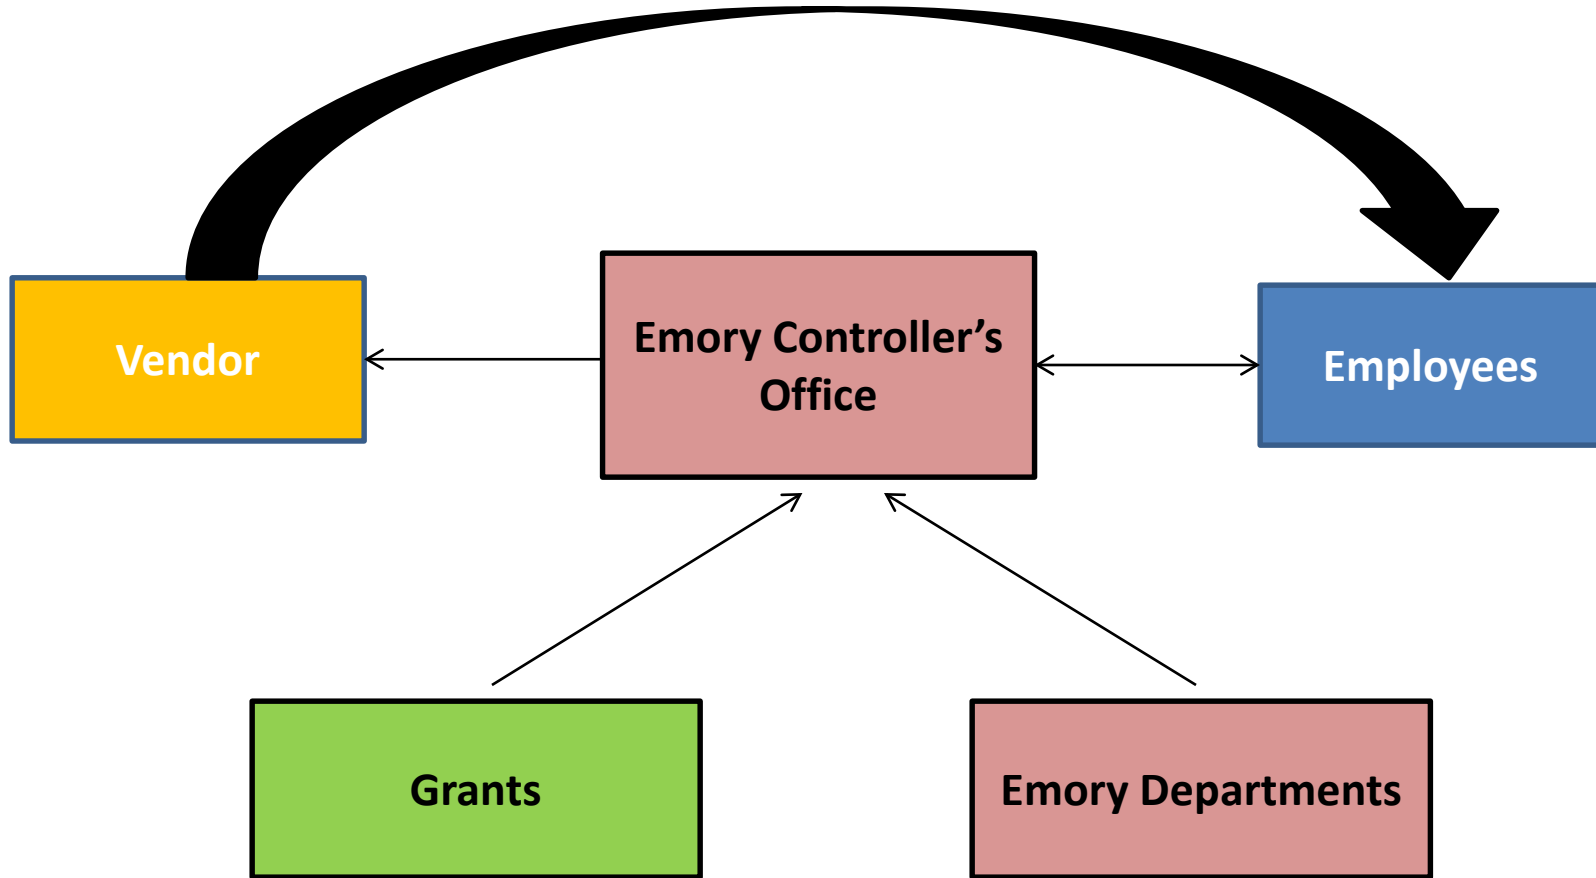 Vendor
Emory Controller’s
Office
Employees
Grants
Emory Departments